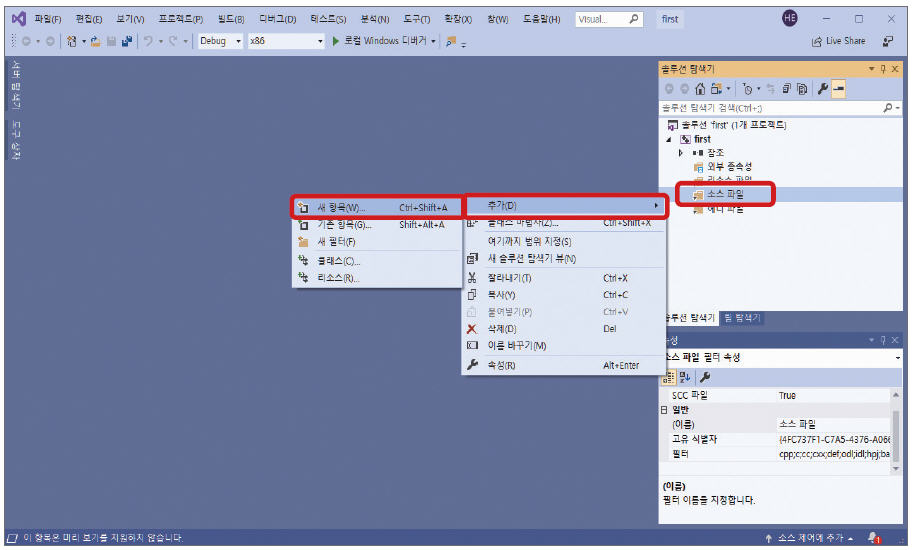 파일(F) 편집(E) 보기(V) 프로젝트(P) 빌드(B) 디버그(D) 테스트(S) 분석(N) 도구(T) 확장(X) 창(W) 도움말(H) Visual... first HE
Debug x86 로컬 Windows 디버거 Live Share
서버 탐색기
도구 상자
솔루션 탐색기
솔루션 탐색기 검색(Ctrl+;)
솔루션 'first' (1개 프로젝트)
first
참조
외부 종속성
리소스 파일
소스 파일
헤더 파일
새 항목(W)... Ctrl+Shift+A
기존 항목(G)... Shift+Alt+A
새 필터(F)
클래스(C)...
리소스(R)...
추가(D)
클래스 마법사(Z)... Ctrl+Shift+X
여기까지 범위 지정(S)
새 솔루션 탐색기 뷰(N)
잘라내기(T) Ctrl+X
복사(Y) Ctrl+C
붙여넣기(P) Ctrl+V
삭제(D) Del
이름 바꾸기(M)
속성(R) Alt+Enter
솔루션 탐색기 팀 탐색기
속성
소스 파일 필터 속성
SCC 파일 True
일반
(이름) 소스 파일
고유 식별자 {4FC737F1-C7A5-4376-A066
필터 cpp;c;cc;cxx;def;odl;idl;hpj;ba
(이름)
필터 이름을 지정합니다.
이 항목은 미리 보기를 지원하지 않습니다. 소스 제어에 추가 1